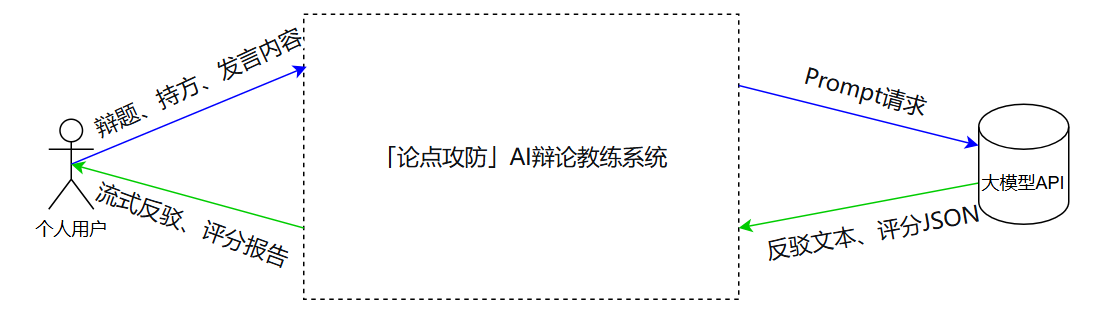 辩题、持方、发言内容
Prompt请求
「论点攻防」AI辩论教练系统
大模型API
流式反驳、评分报告
个人用户
反驳文本、评分JSON